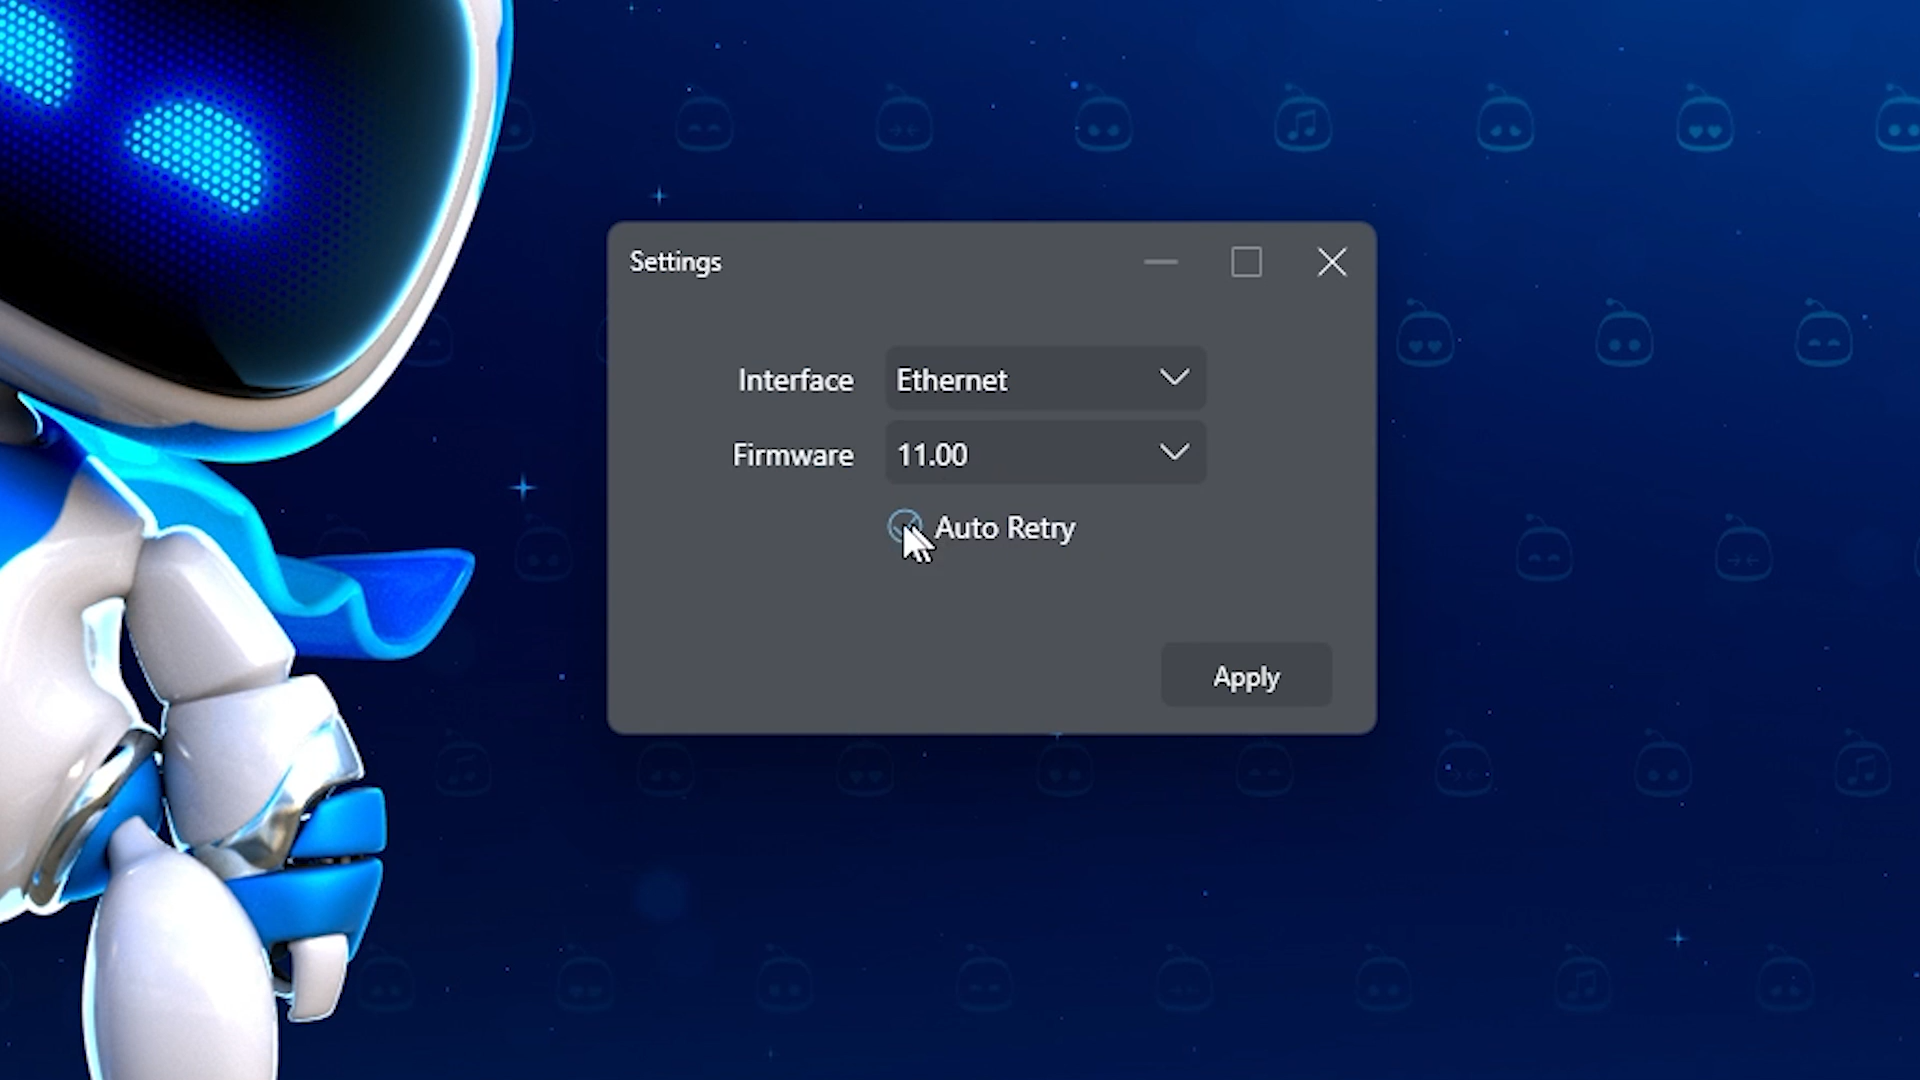 Settings
Interface Ethernet
Firmware 11.00
Auto Retry
Apply